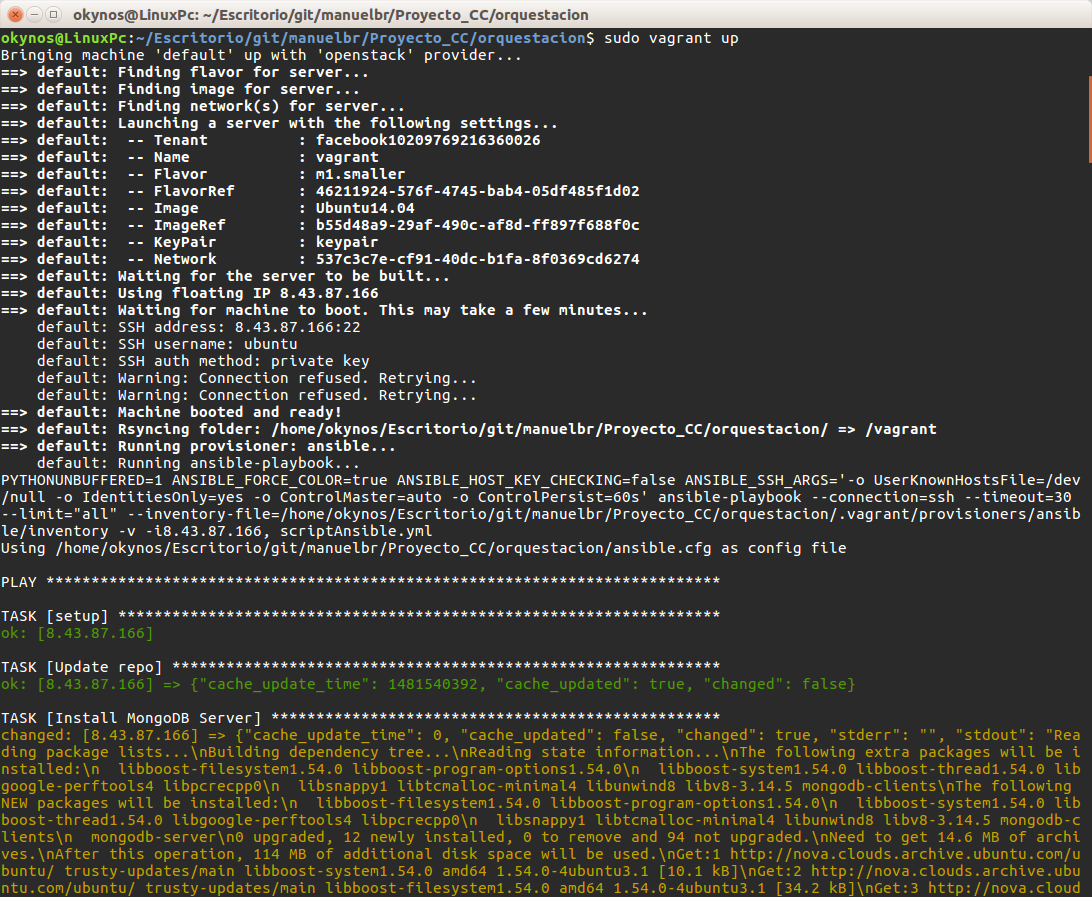 okynos@LinuxPc: ~/Escritorio/git/manuelbr/Proyecto_CC/orquestacion
okynos@LinuxPc:~/Escritorio/git/manuelbr/Proyecto_CC/orquestacion$ sudo vagrant up
Bringing machine 'default' up with 'openstack' provider...
==> default: Finding flavor for server...
==> default: Finding image for server...
==> default: Finding network(s) for server...
==> default: Launching a server with the following settings...
==> default:  -- Tenant          : facebook10209769216360026
==> default:  -- Name            : vagrant
==> default:  -- Flavor          : m1.smaller
==> default:  -- FlavorRef       : 46211924-576f-4745-bab4-05df485f1d02
==> default:  -- Image           : Ubuntu14.04
==> default:  -- ImageRef        : b55d48a9-29af-490c-af8d-ff897f688f0c
==> default:  -- KeyPair         : keypair
==> default:  -- Network         : 537c3c7e-cf91-40dc-b1fa-8f0369cd6274
==> default: Waiting for the server to be built...
==> default: Using floating IP 8.43.87.166
==> default: Waiting for machine to boot. This may take a few minutes...
    default: SSH address: 8.43.87.166:22
    default: SSH username: ubuntu
    default: SSH auth method: private key
    default: Warning: Connection refused. Retrying...
    default: Warning: Connection refused. Retrying...
==> default: Machine booted and ready!
==> default: Rsyncing folder: /home/okynos/Escritorio/git/manuelbr/Proyecto_CC/orquestacion/ => /vagrant
==> default: Running provisioner: ansible...
    default: Running ansible-playbook...
PYTHONUNBUFFERED=1 ANSIBLE_FORCE_COLOR=true ANSIBLE_HOST_KEY_CHECKING=false ANSIBLE_SSH_ARGS='-o UserKnownHostsFile=/dev
/null -o IdentitiesOnly=yes -o ControlMaster=auto -o ControlPersist=60s' ansible-playbook --connection=ssh --timeout=30
--limit="all" --inventory-file=/home/okynos/Escritorio/git/manuelbr/Proyecto_CC/orquestacion/.vagrant/provisioners/ansib
le/inventory -v -i8.43.87.166, scriptAnsible.yml
Using /home/okynos/Escritorio/git/manuelbr/Proyecto_CC/orquestacion/ansible.cfg as config file
PLAY ***************************************************************************
TASK [setup] *******************************************************************
ok: [8.43.87.166]
TASK [Update repo] *************************************************************
ok: [8.43.87.166] => {"cache_update_time": 1481540392, "cache_updated": true, "changed": false}
TASK [Install MongoDB Server] **************************************************
changed: [8.43.87.166] => {"cache_update_time": 0, "cache_updated": false, "changed": true, "stderr": "", "stdout": "Rea
ding package lists...\nBuilding dependency tree...\nReading state information...\nThe following extra packages will be i
nstalled:\n  libboost-filesystem1.54.0 libboost-program-options1.54.0\n  libboost-system1.54.0 libboost-thread1.54.0 lib
google-perftools4 libpcrecpp0\n  libsnappy1 libtcmalloc-minimal4 libunwind8 libv8-3.14.5 mongodb-clients\nThe following
NEW packages will be installed:\n  libboost-filesystem1.54.0 libboost-program-options1.54.0\n  libboost-system1.54.0 lib
boost-thread1.54.0 libgoogle-perftools4 libpcrecpp0\n  libsnappy1 libtcmalloc-minimal4 libunwind8 libv8-3.14.5 mongodb-c
lients\n  mongodb-server\n0 upgraded, 12 newly installed, 0 to remove and 94 not upgraded.\nNeed to get 14.6 MB of archi
ves.\nAfter this operation, 114 MB of additional disk space will be used.\nGet:1 http://nova.clouds.archive.ubuntu.com/u
buntu/ trusty-updates/main libboost-system1.54.0 amd64 1.54.0-4ubuntu3.1 [10.1 kB]\nGet:2 http://nova.clouds.archive.ubu
ntu.com/ubuntu/ trusty-updates/main libboost-filesystem1.54.0 amd64 1.54.0-4ubuntu3.1 [34.2 kB]\nGet:3 http://nova.cloud